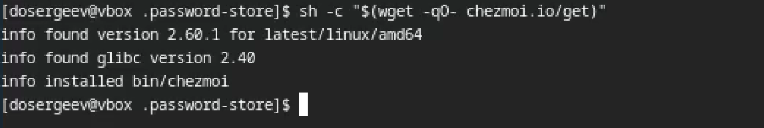 [dosergeev@vbox .password-store]$ sh -c "$(wget -qO- chezmoi.io/get)"
info found version 2.60.1 for latest/linux/amd64
info found glibc version 2.40
info installed bin/chezmoi
[dosergeev@vbox .password-store]$